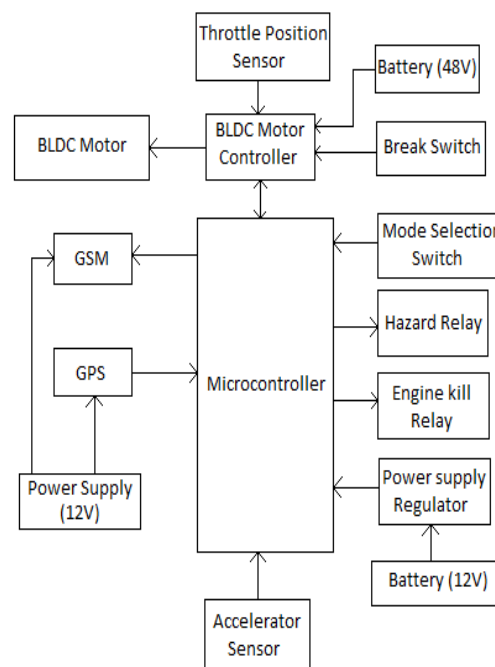 Throttle Position
Sensor
Battery (48V)
BLDC Motor
BLDC Motor
Controller
Break Switch
GSM
Mode Selection
Switch
Hazard Relay
GPS
Microcontroller
Engine kill
Relay
Power Supply
(12V)
Power supply
Regulator
Battery (12V)
Accelerator
Sensor